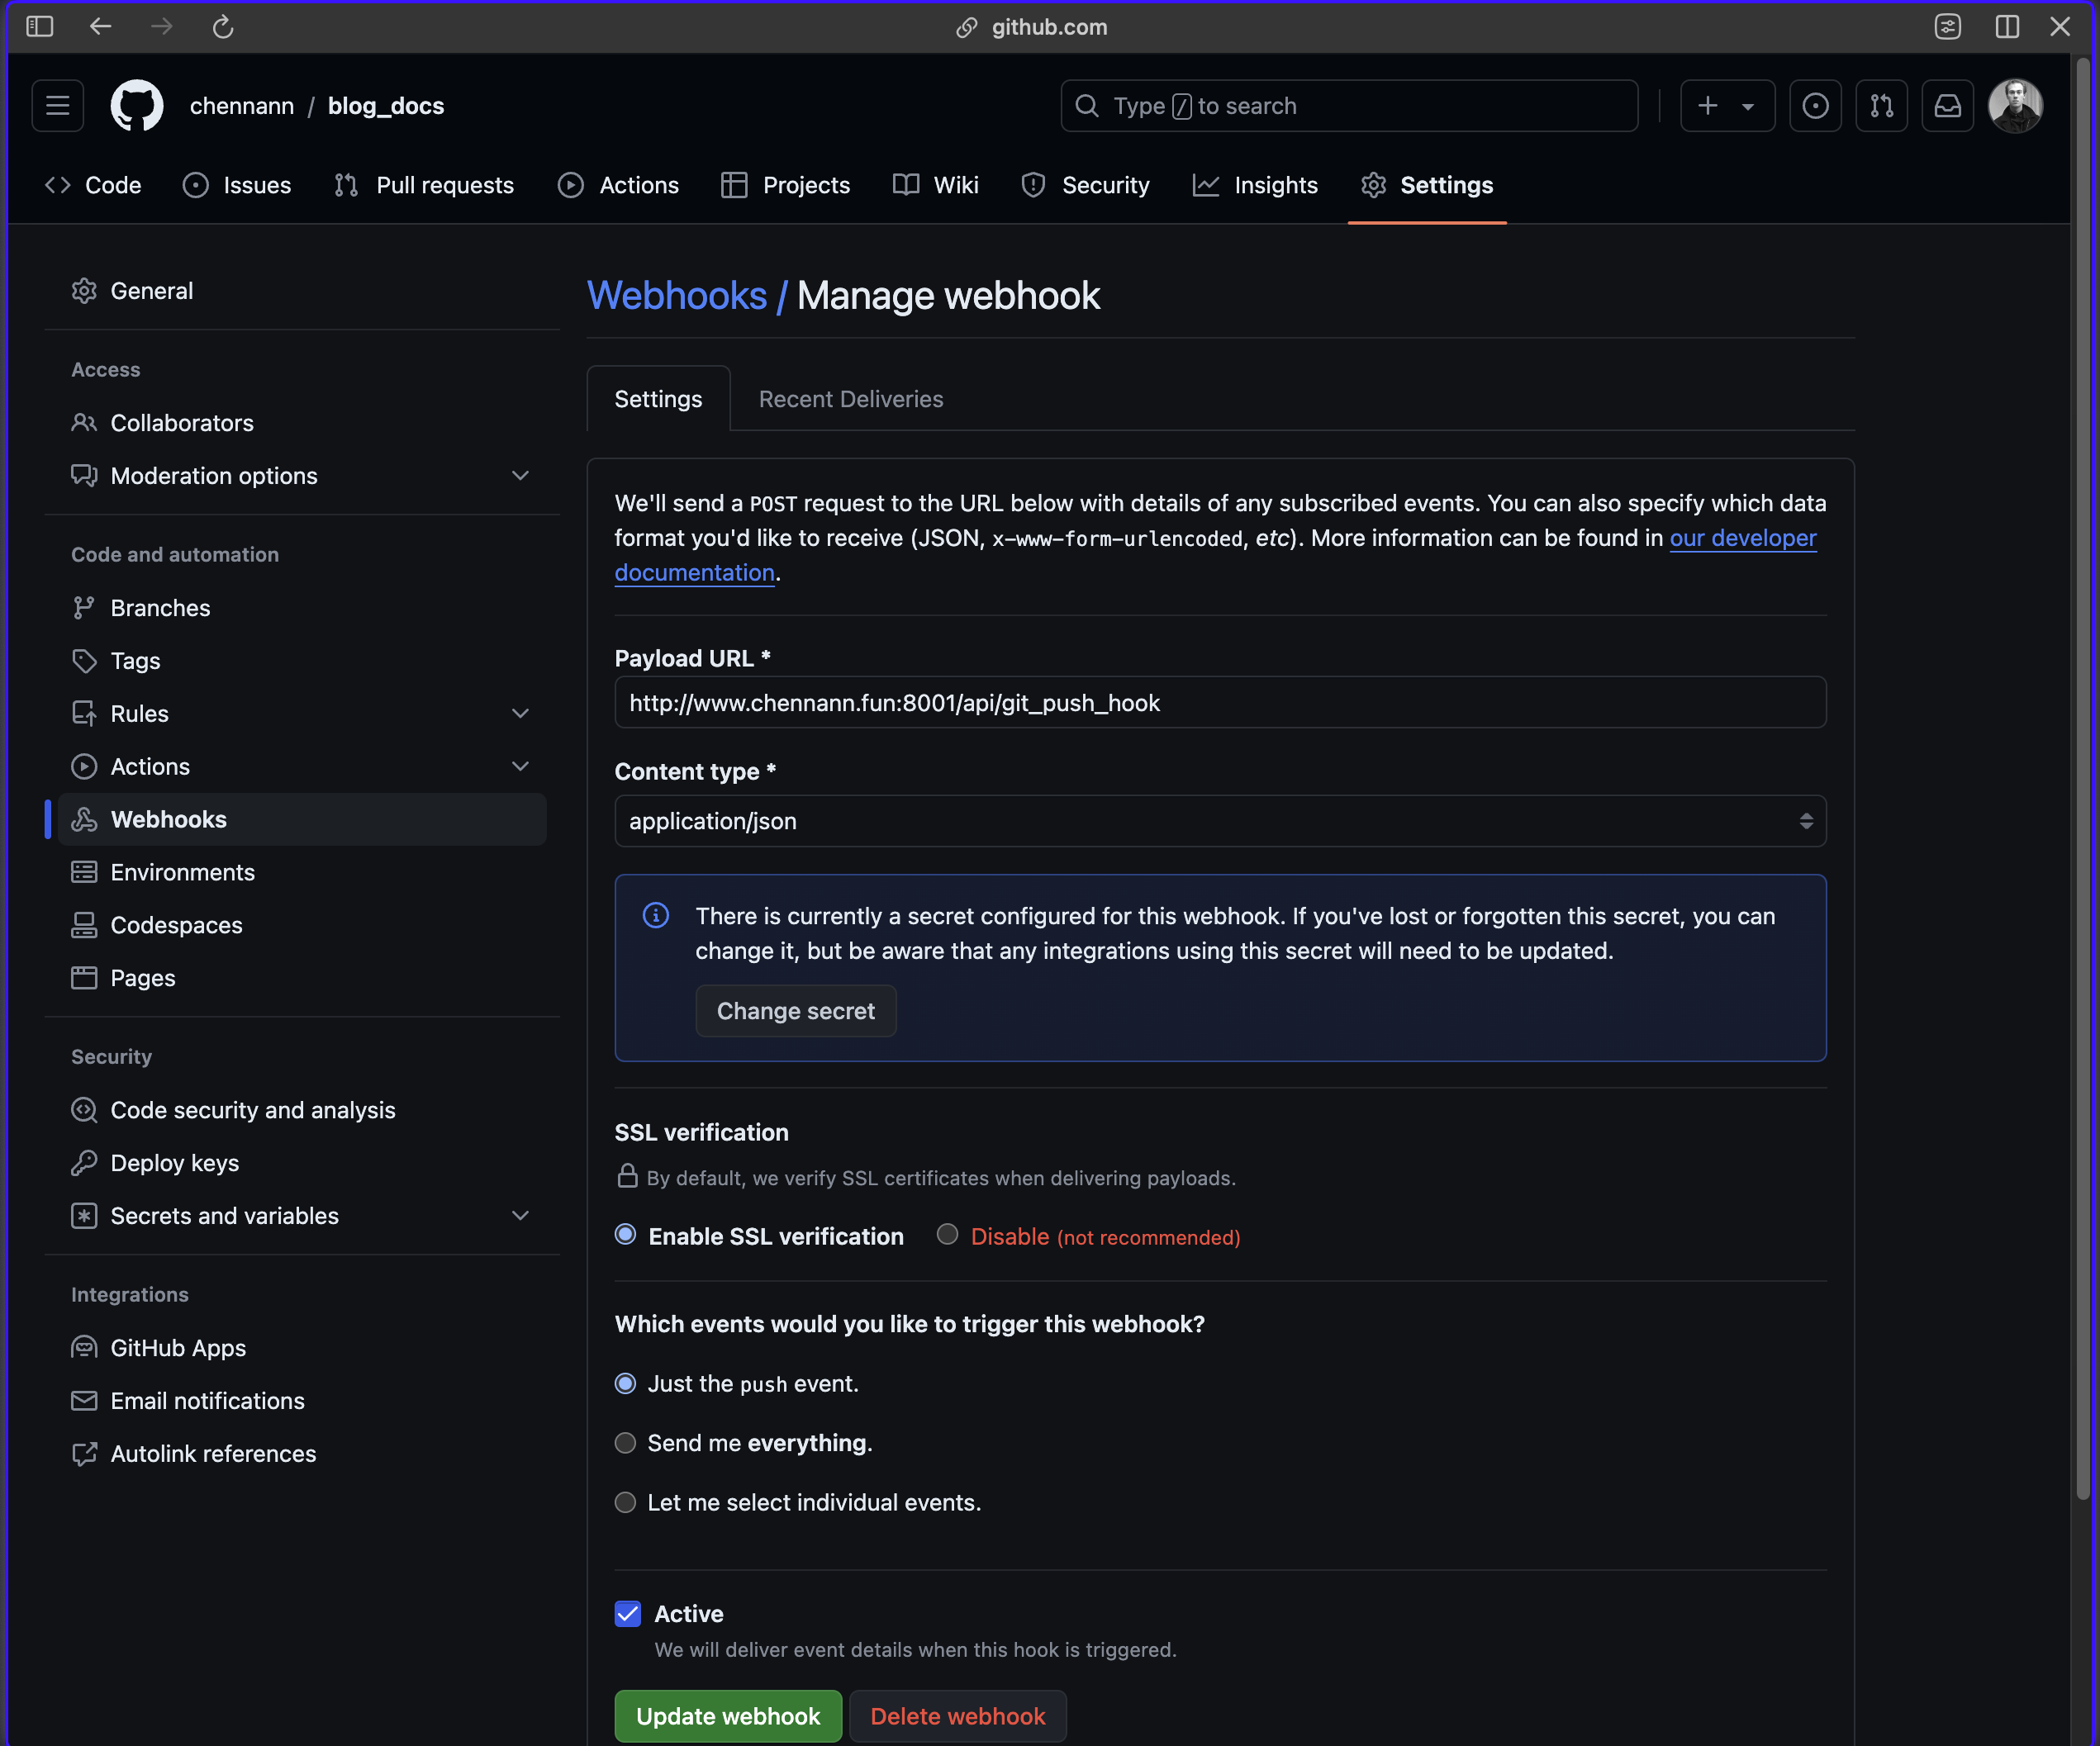 github.com
chennann / blog_docs
Type / to search
Code
Issues
Pull requests
Actions
Projects
Wiki
Security
Insights
Settings
General
Access
Collaborators
Moderation options
Code and automation
Branches
Tags
Rules
Actions
Webhooks
Environments
Codespaces
Pages
Security
Code security and analysis
Deploy keys
Secrets and variables
Integrations
GitHub Apps
Email notifications
Autolink references
Webhooks / Manage webhook
Settings
Recent Deliveries
We'll send a POST request to the URL below with details of any subscribed events. You can also specify which data
format you'd like to receive (JSON, x-www-form-urlencoded, etc). More information can be found in our developer
documentation.
Payload URL *
http://www.chennann.fun:8001/api/git_push_hook
Content type *
application/json
There is currently a secret configured for this webhook. If you've lost or forgotten this secret, you can
change it, but be aware that any integrations using this secret will need to be updated.
Change secret
SSL verification
By default, we verify SSL certificates when delivering payloads.
Enable SSL verification
Disable (not recommended)
Which events would you like to trigger this webhook?
Just the push event.
Send me everything.
Let me select individual events.
Active
We will deliver event details when this hook is triggered.
Update webhook
Delete webhook